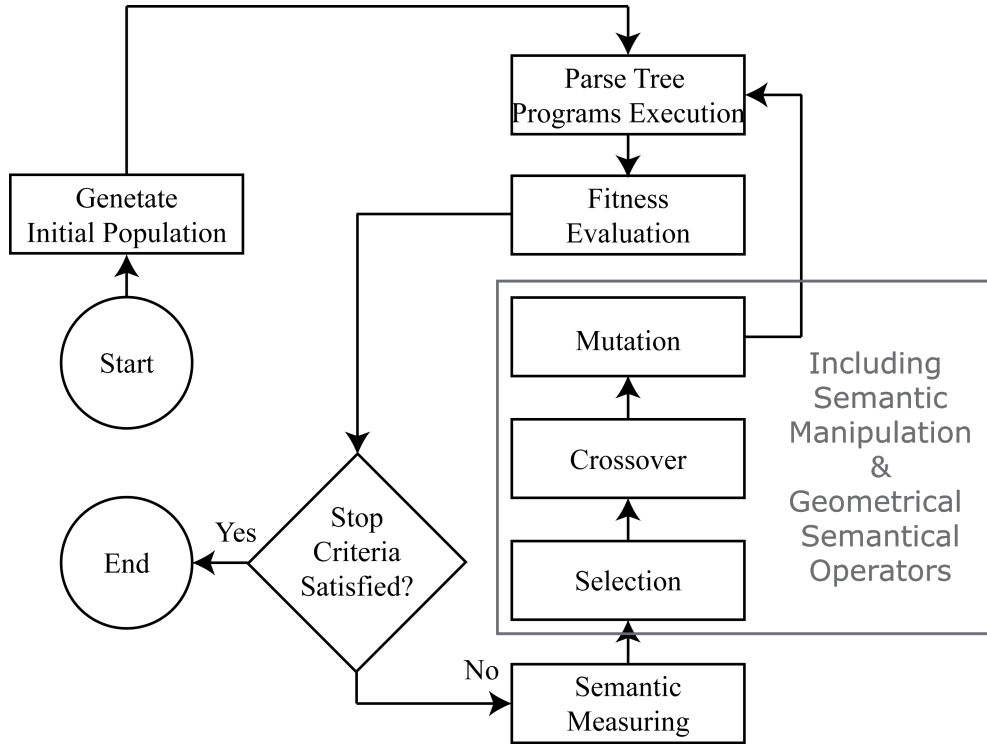 Parse Tree
Programs Execution
Genetate
Initial Population
Fitness
Evaluation
Start
Mutation
Including
Semantic
Manipulation
&
Geometrical
Semantical
Operators
Crossover
Yes
Stop
Criteria
Satisfied?
End
Selection
No
Semantic
Measuring